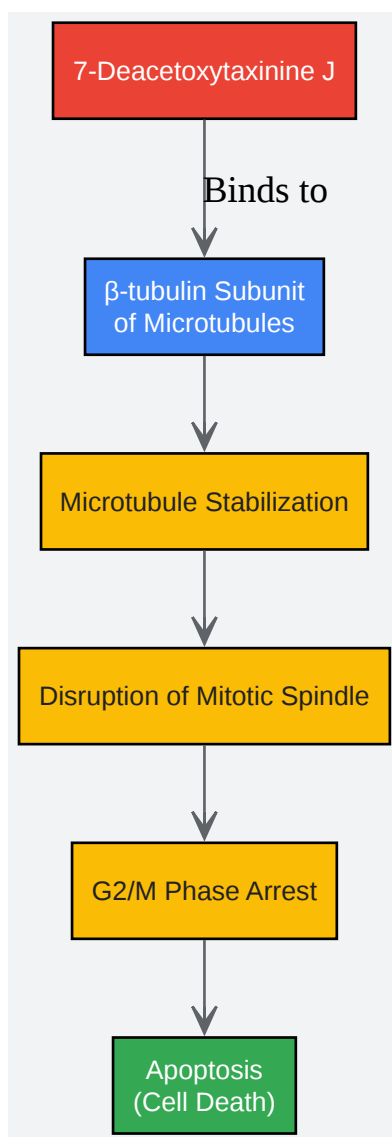 7-Deacetoxytaxinine J
Binds to
β-tubulin Subunit
of Microtubules
Microtubule Stabilization
Disruption of Mitotic Spindle
G2/M Phase Arrest
Apoptosis
(Cell Death)